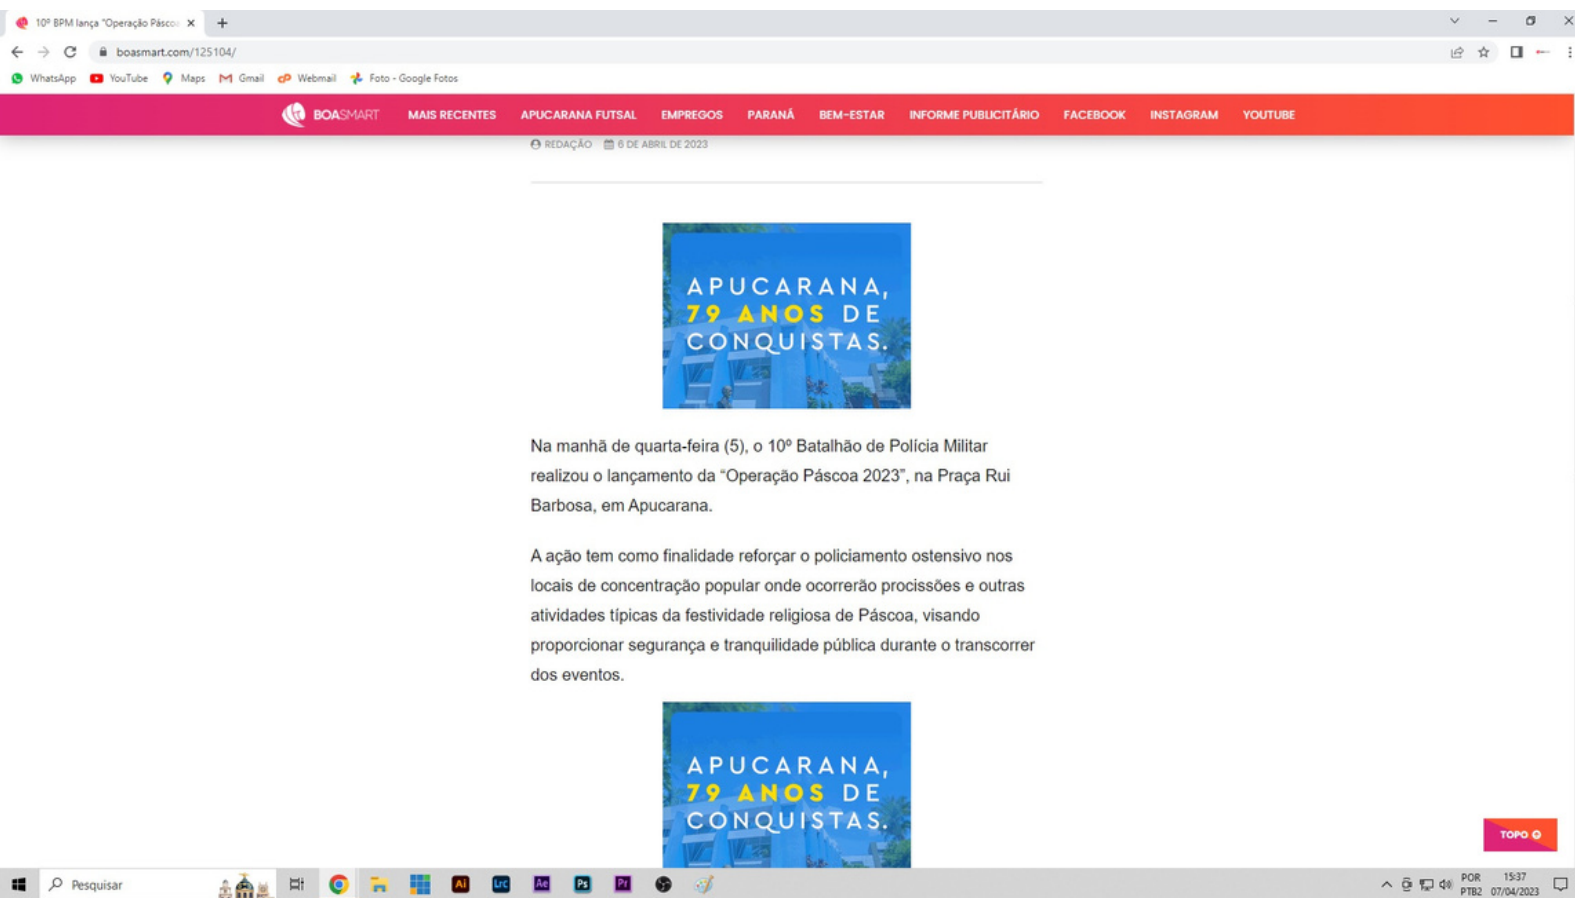 10º BPM lança "Operação Pásco
boasmart.com/125104/
WhatsApp YouTube Maps Gmail Webmail Foto - Google Fotos
BOASMART MAIS RECENTES APUCARANA FUTSAL EMPREGOS PARANÁ BEM-ESTAR INFORME PUBLICITÁRIO FACEBOOK INSTAGRAM YOUTUBE
REDAÇÃO 6 DE ABRIL DE 2023
APUCARANA,
79 ANOS DE
CONQUISTAS.
Na manhã de quarta-feira (5), o 10º Batalhão de Polícia Militar
realizou o lançamento da “Operação Páscoa 2023”, na Praça Rui
Barbosa, em Apucarana.
A ação tem como finalidade reforçar o policiamento ostensivo nos
locais de concentração popular onde ocorrerão procissões e outras
atividades típicas da festividade religiosa de Páscoa, visando
proporcionar segurança e tranquilidade pública durante o transcorrer
dos eventos.
APUCARANA,
79 ANOS DE
CONQUISTAS.
TOPO
Pesquisar Ai Lrc Ae Ps Pr POR 15:37
PTB2 07/04/2023